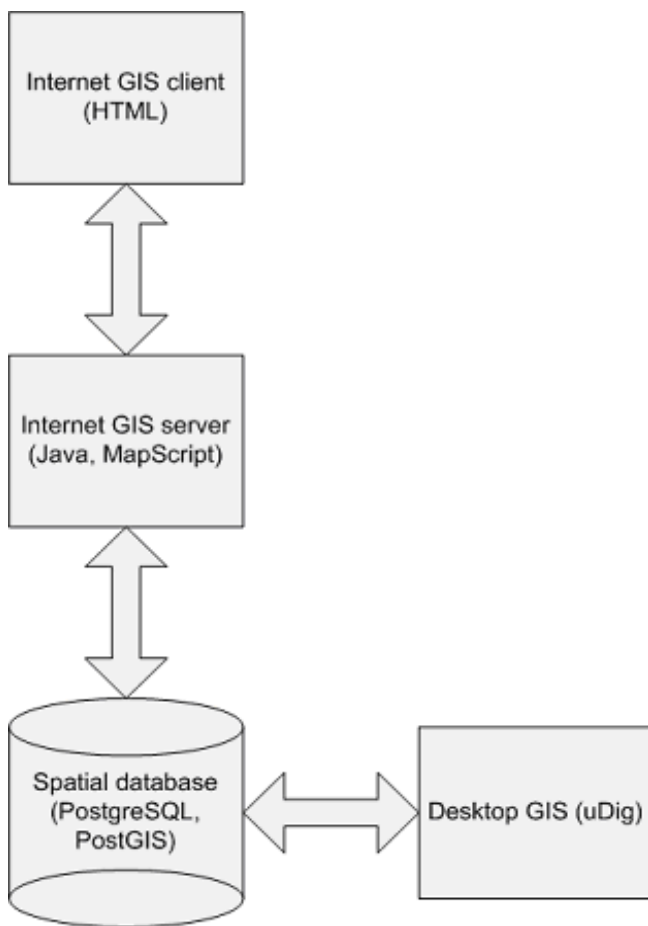 Internet GIS client
(HTML)
Internet GIS server
(Java, MapScript)
Spatial database
(PostgreSQL,
PostGIS)
Desktop GIS (uDig)